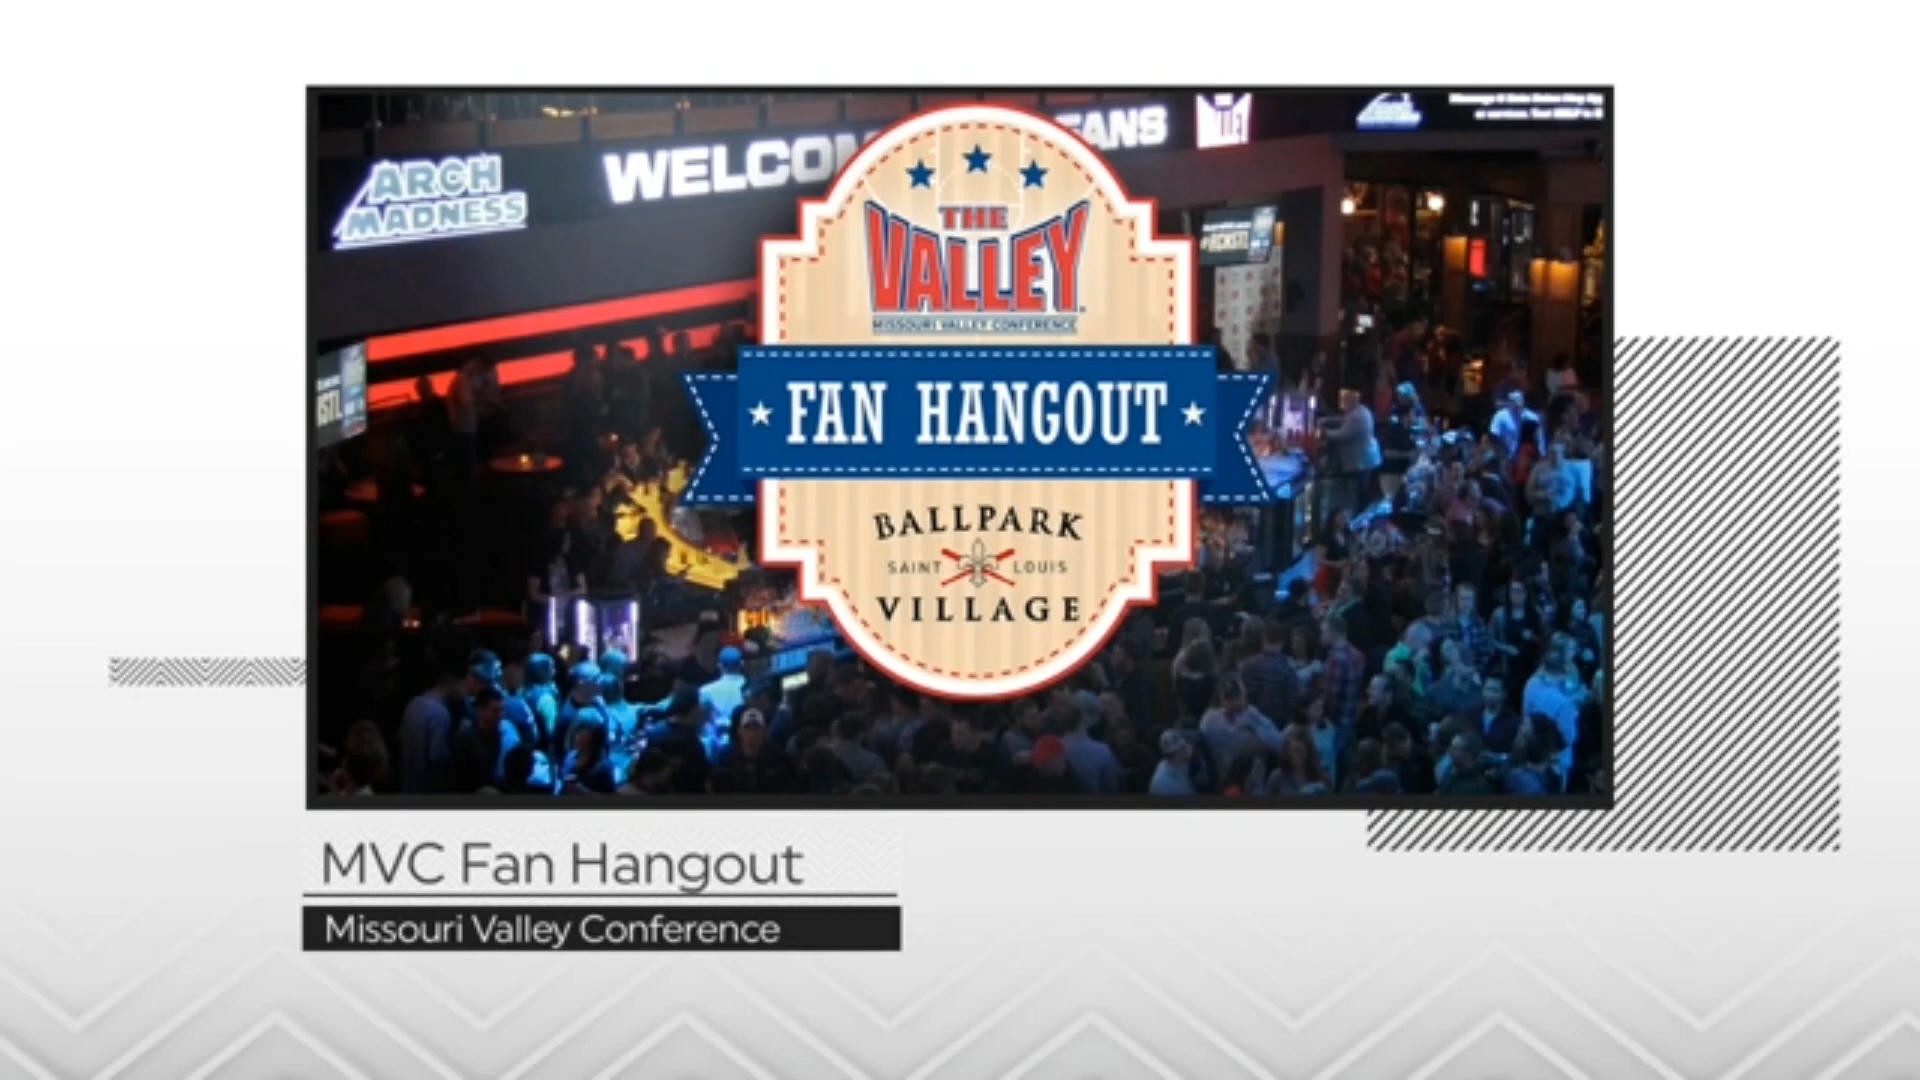 ARCH
MADNESS
WELCOM
FANS
THE
VALLEY
MISSOURI VALLEY CONFERENCE
FAN HANGOUT
BALLPARK
SAINT LOUIS
VILLAGE
MVC Fan Hangout
Missouri Valley Conference